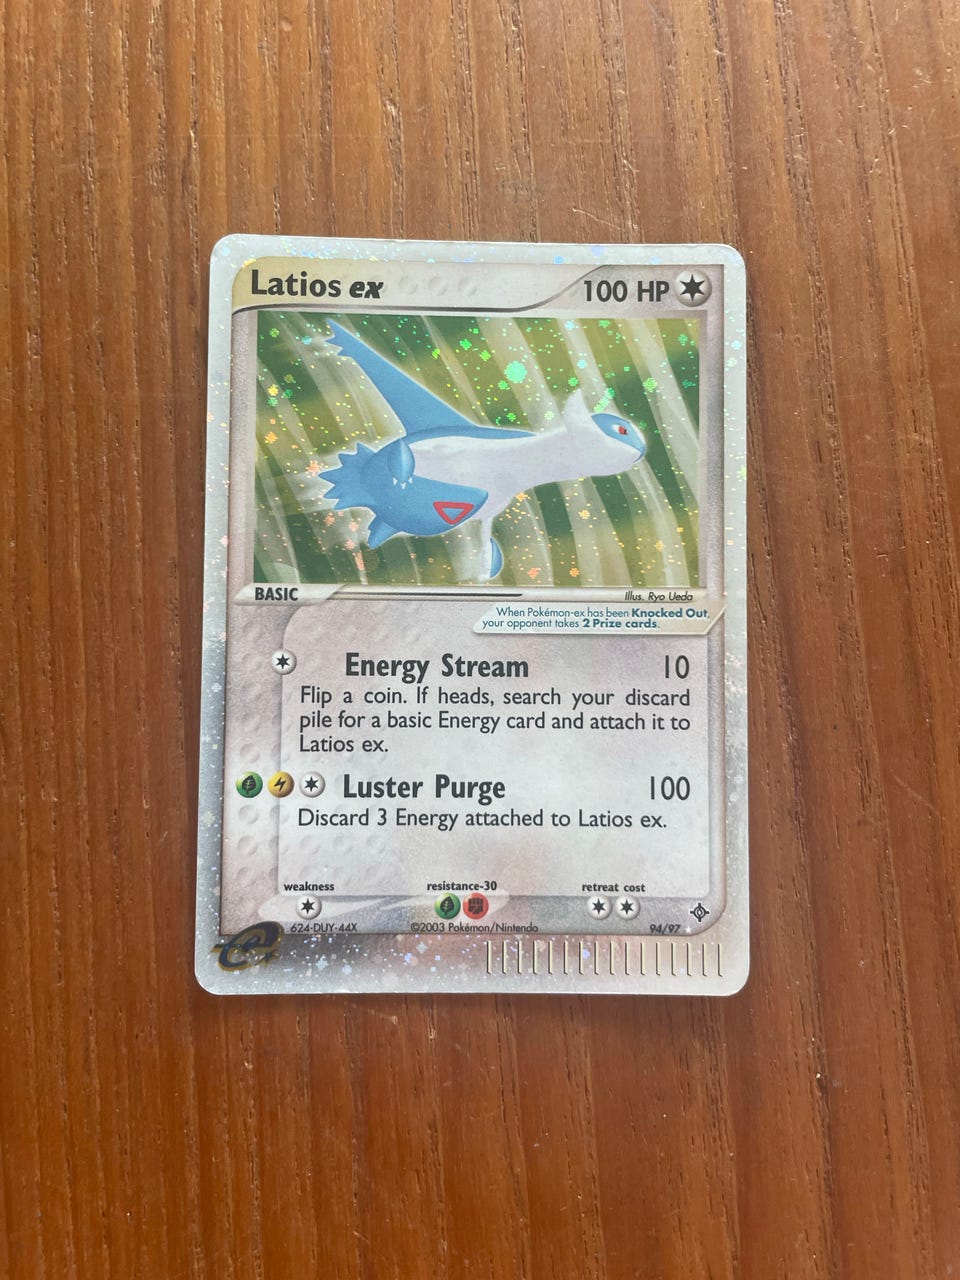 Latios ex 100 HP
BASIC
Illus. Ryo Ueda
When Pokémon-ex has been Knocked Out,
your opponent takes 2 Prize cards.
Energy Stream 10
Flip a coin. If heads, search your discard
pile for a basic Energy card and attach it to
Latios ex.
Luster Purge 100
Discard 3 Energy attached to Latios ex.
weakness resistance-30 retreat cost
624-DUY-44X ©2003 Pokémon/Nintendo 94/97
e